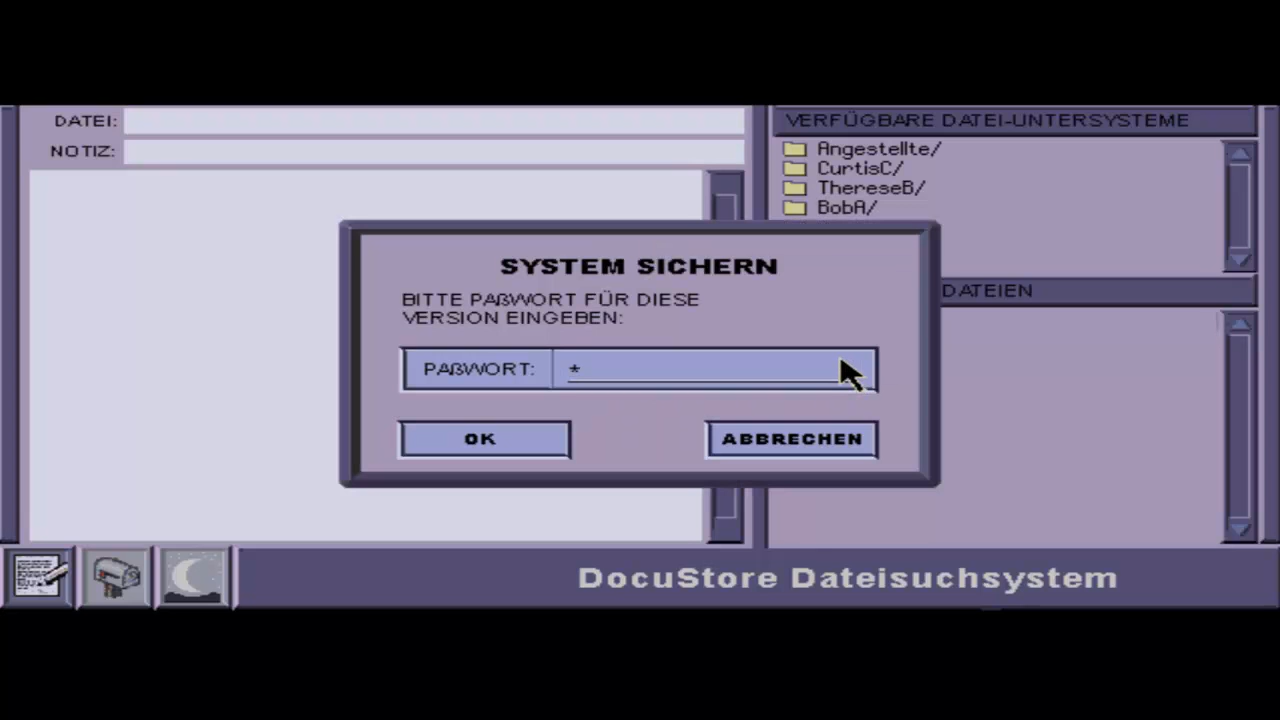 DATEI:
NOTIZ:
VERFÜGBARE DATEI-UNTERSYSTEME
Angestellte/
CurtisC/
ThereseB/
BobA/
DATEIEN
SYSTEM SICHERN
BITTE PAßWORT FÜR DIESE
VERSION EINGEBEN:
PAßWORT: *
OK
ABBRECHEN
DocuStore Dateisuchsystem